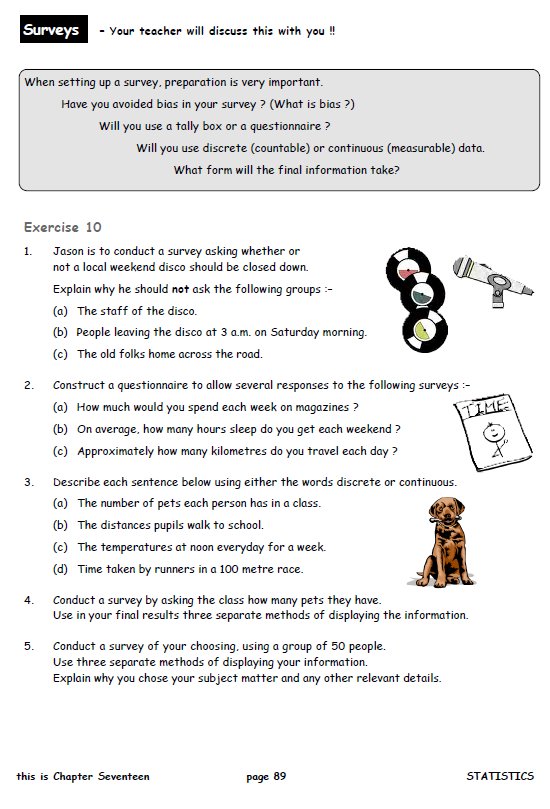 Surveys - Your teacher will discuss this with you !!
When setting up a survey, preparation is very important.
Have you avoided bias in your survey ? (What is bias ?)
Will you use a tally box or a questionnaire ?
Will you use discrete (countable) or continuous (measurable) data.
What form will the final information take?
Exercise 10
1. Jason is to conduct a survey asking whether or
not a local weekend disco should be closed down.
Explain why he should not ask the following groups :-
(a) The staff of the disco.
(b) People leaving the disco at 3 a.m. on Saturday morning.
(c) The old folks home across the road.
2. Construct a questionnaire to allow several responses to the following surveys :-
(a) How much would you spend each week on magazines ?
(b) On average, how many hours sleep do you get each weekend ?
(c) Approximately how many kilometres do you travel each day ?
TIME
3. Describe each sentence below using either the words discrete or continuous.
(a) The number of pets each person has in a class.
(b) The distances pupils walk to school.
(c) The temperatures at noon everyday for a week.
(d) Time taken by runners in a 100 metre race.
4. Conduct a survey by asking the class how many pets they have.
Use in your final results three separate methods of displaying the information.
5. Conduct a survey of your choosing, using a group of 50 people.
Use three separate methods of displaying your information.
Explain why you chose your subject matter and any other relevant details.
this is Chapter Seventeen page 89 STATISTICS